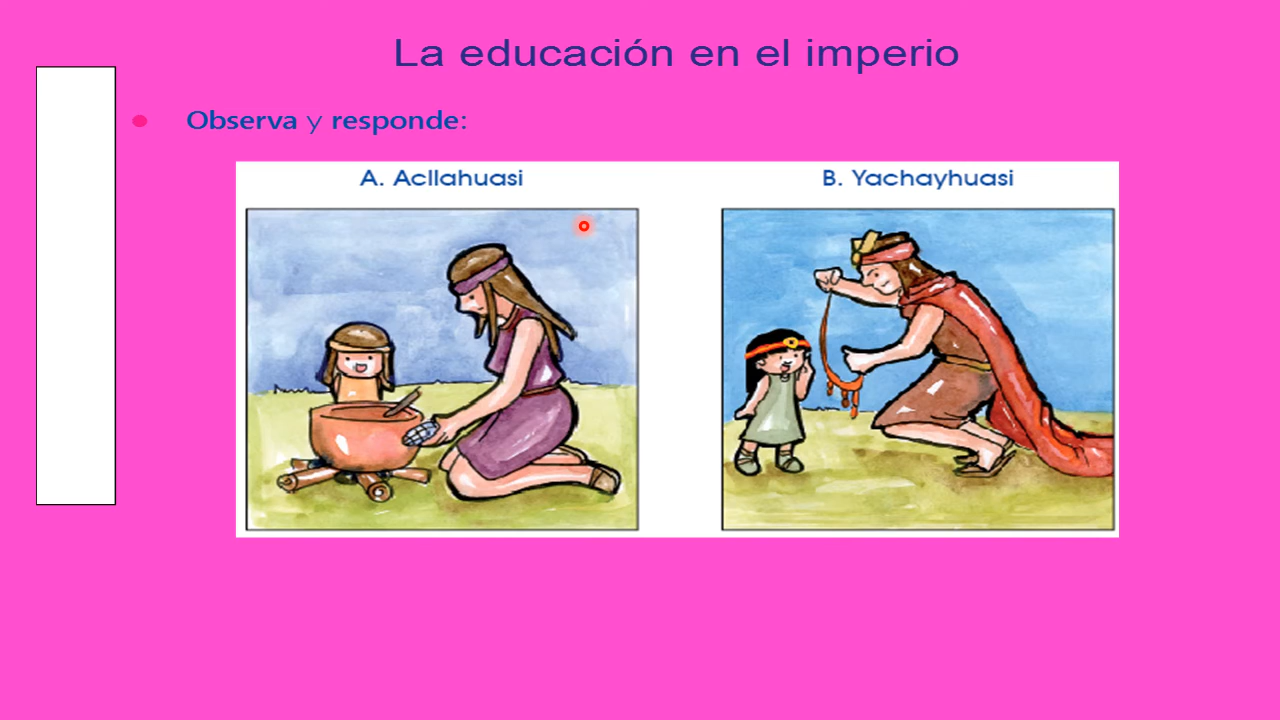 La educación en el imperio
Observa y responde:
A. Acllahuasi
B. Yachayhuasi